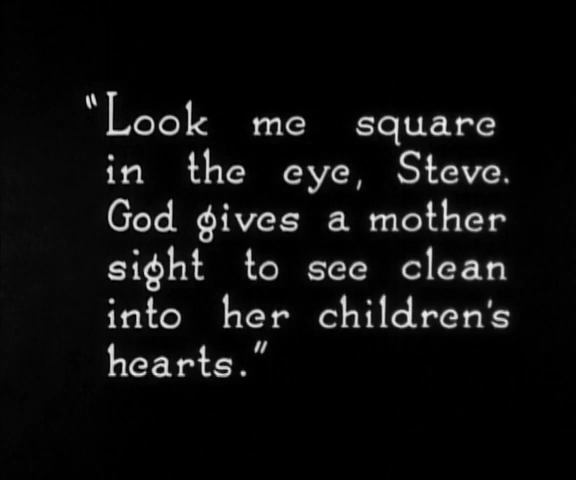 "Look me square
in the eye, Steve.
God gives a mother
sight to see clean
into her children's
hearts."